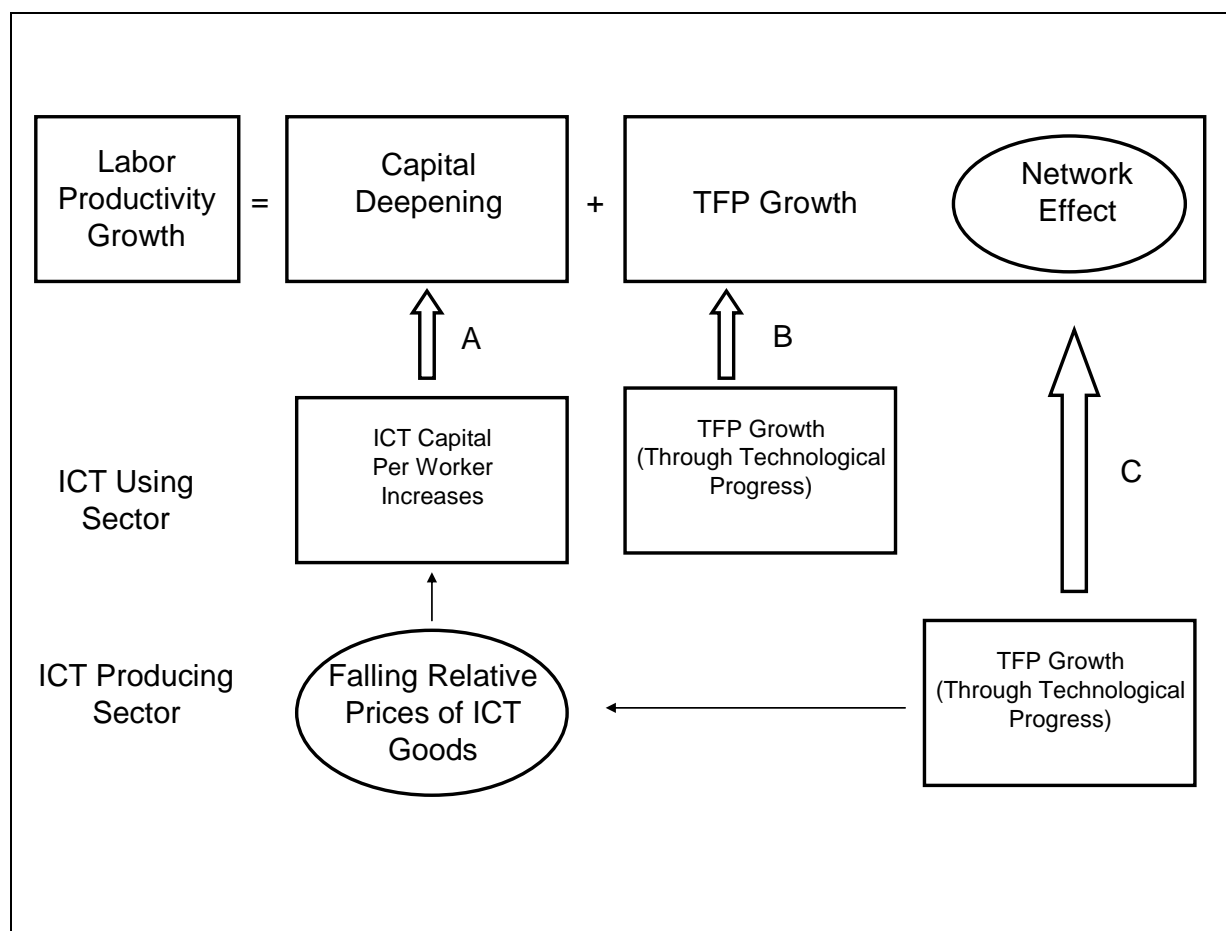 Labor
Productivity
Growth
=
Capital
Deepening
+
TFP Growth
Network
Effect
A
B
C
ICT Using
Sector
ICT Capital
Per Worker
Increases
TFP Growth
(Through Technological
Progress)
ICT Producing
Sector
Falling Relative
Prices of ICT
Goods
TFP Growth
(Through Technological
Progress)